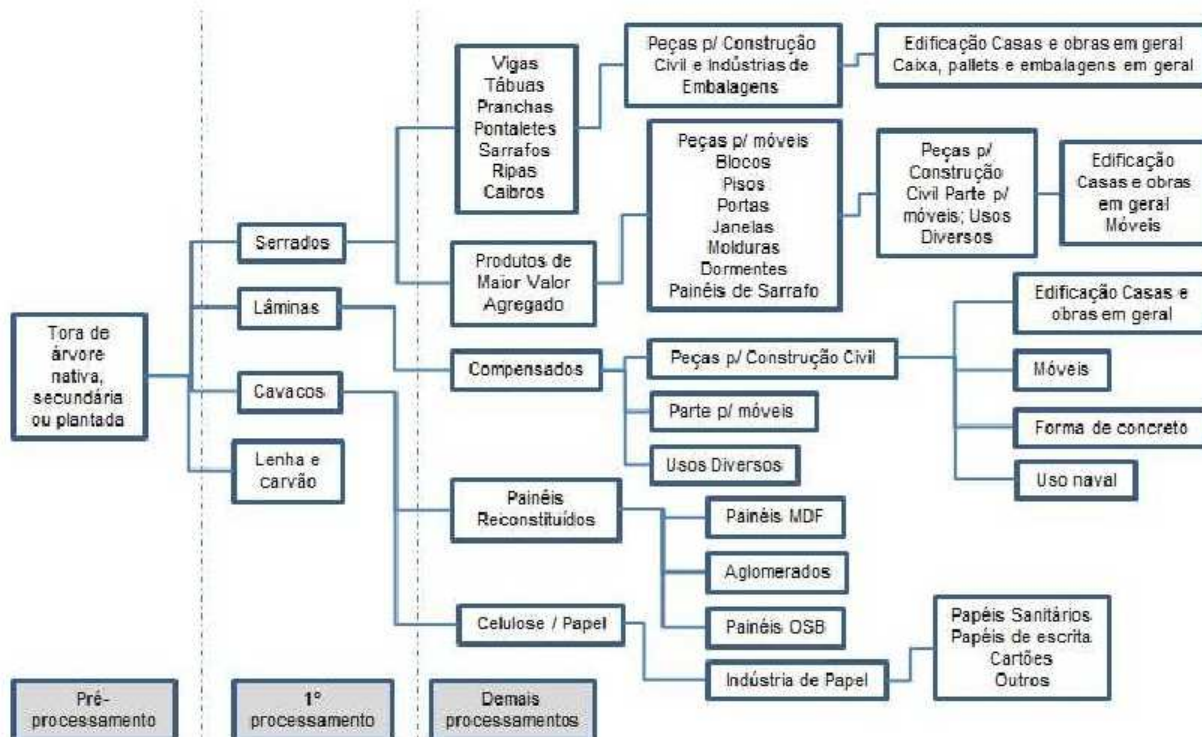 Tora de
árvore
nativa,
secundária
ou plantada
Serrados
Lâminas
Cavacos
Lenha e
carvão
Vigas
Tábuas
Pranchas
Pontaletes
Sarrafos
Ripas
Caibros
Produtos de
Maior Valor
Agregado
Compensados
Painéis
Reconstituídos
Celulose / Papel
Peças p/ Construção
Civil e Indústrias de
Embalagens
Edificação Casas e obras em geral
Caixa, pallets e embalagens em geral
Peças p/ móveis
Blocos
Pisos
Portas
Janelas
Molduras
Dormentes
Painéis de Sarrafo
Peças p/
Construção
Civil Parte p/
móveis; Usos
Diversos
Edificação
Casas e obras
em geral
Móveis
Peças p/ Construção Civil
Parte p/ móveis
Usos Diversos
Edificação Casas e
obras em geral
Móveis
Forma de concreto
Uso naval
Painéis MDF
Aglomerados
Painéis OSB
Indústria de Papel
Papéis Sanitários
Papéis de escrita
Cartões
Outros
Pré-
processamento
1º
processamento
Demais
processamentos